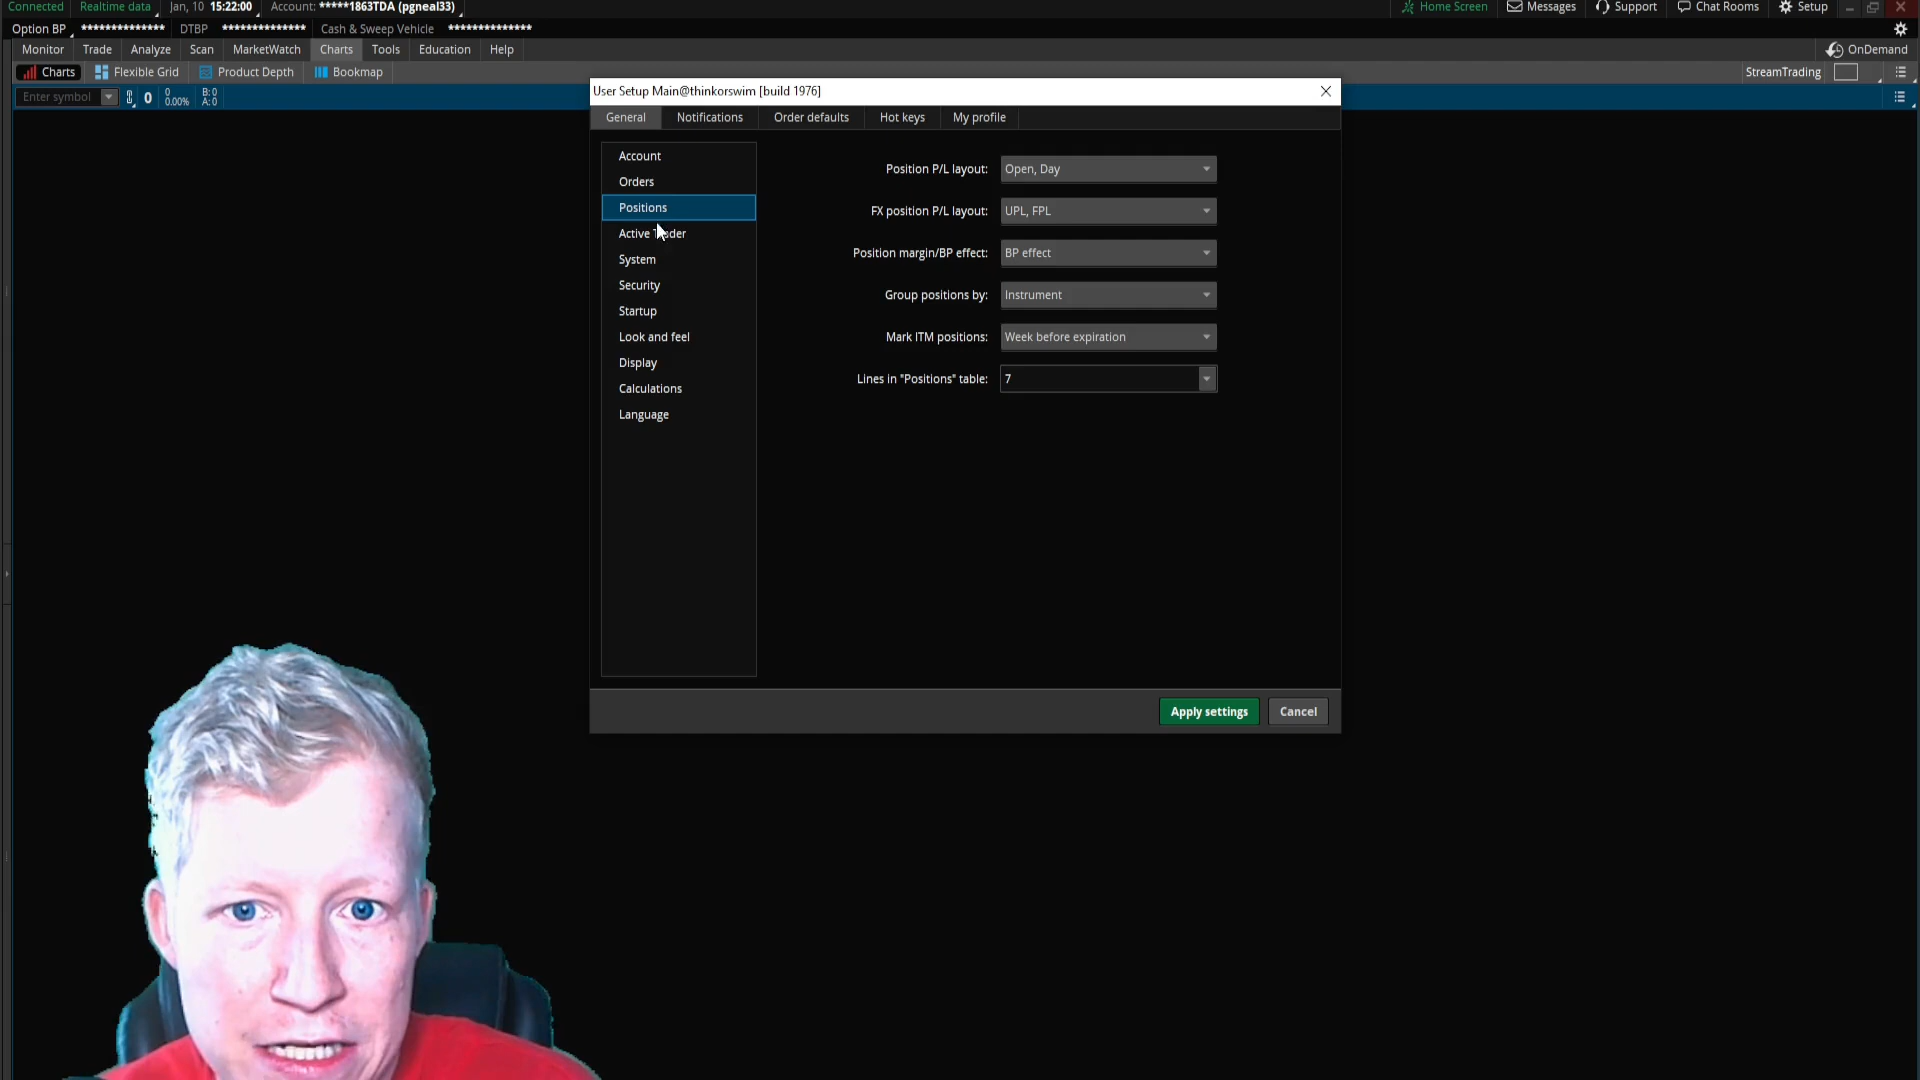 Connected Realtime data Jan, 10 15:22:00 Account: *****1863TDA (pgneal33) Home Screen Messages Support Chat Rooms Setup
Option BP ************** DTBP ************** Cash & Sweep Vehicle **************
Monitor Trade Analyze Scan MarketWatch Charts Tools Education Help OnDemand
Charts Flexible Grid Product Depth Bookmap StreamTrading
Enter symbol 0 0 B: 0
0.00% A: 0
User Setup Main@thinkorswim [build 1976]
General Notifications Order defaults Hot keys My profile
Account
Orders
Positions
Active
System
Security
Startup
Look and feel
Display
Calculations
Language
Position P/L layout: Open, Day
FX position P/L layout: UPL, FPL
Position margin/BP effect: BP effect
Group positions by: Instrument
Mark ITM positions: Week before expiration
Lines in "Positions" table: 7
Apply settings Cancel